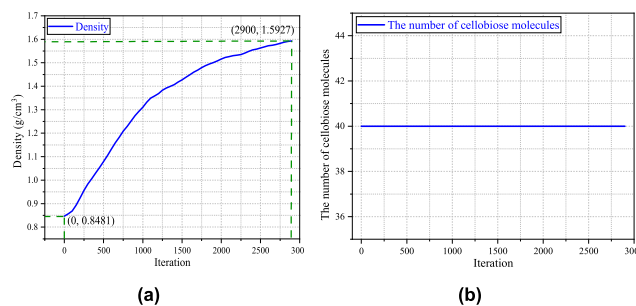 1.7
1.6
1.5
1.4
1.3
1.2
1.1
1.0
0.9
0.8
Density (g/cm³)
Density
(2900, 1.5927)
(0, 0.8481)
0 500 1000 1500 2000 2500 300
Iteration
(a)
44
42
40
38
36
The number of cellobiose molecules
The number of cellobiose molecules
0 500 1000 1500 2000 2500 300
Iteration
(b)